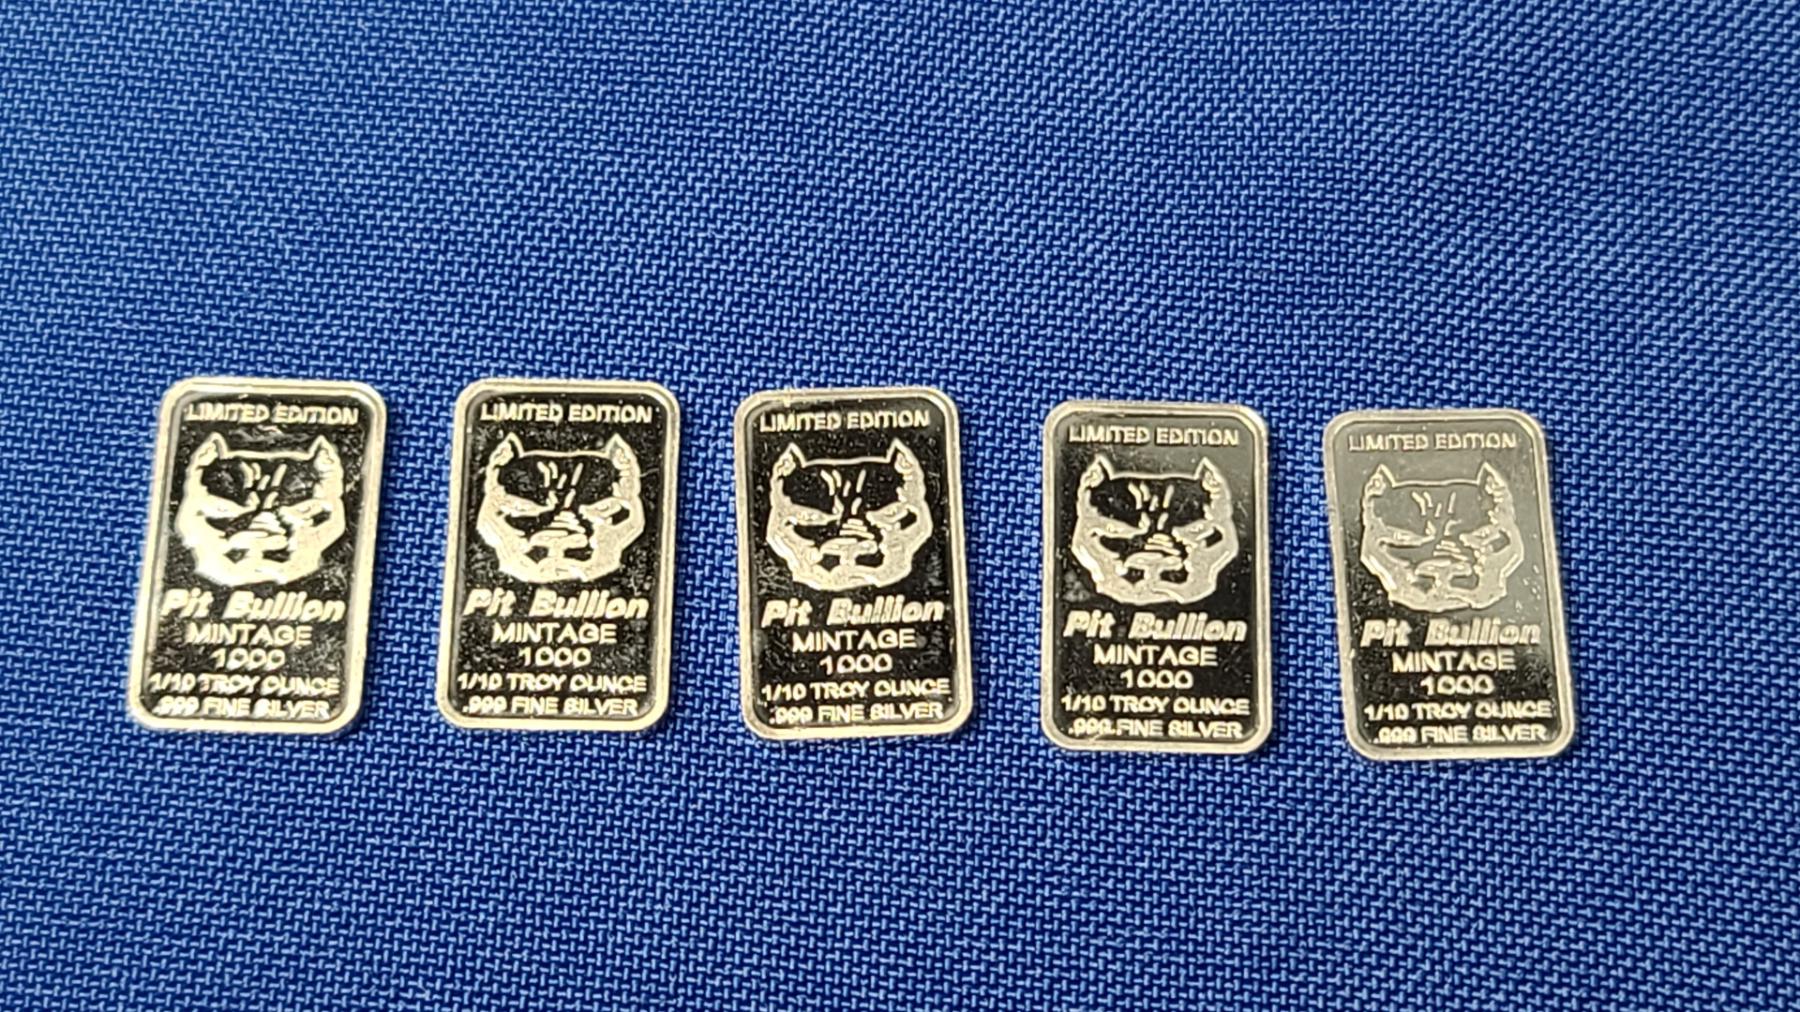 LIMITED EDITION
Pit Bullion
MINTAGE
1000
1/10 TROY OUNCE
.999 FINE SILVER
LIMITED EDITION
Pit Bullion
MINTAGE
1000
1/10 TROY OUNCE
.999 FINE SILVER
LIMITED EDITION
Pit Bullion
MINTAGE
1000
1/10 TROY OUNCE
.999 FINE SILVER
LIMITED EDITION
Pit Bullion
MINTAGE
1000
1/10 TROY OUNCE
.999 FINE SILVER
LIMITED EDITION
Pit Bullion
MINTAGE
1000
1/10 TROY OUNCE
.999 FINE SILVER